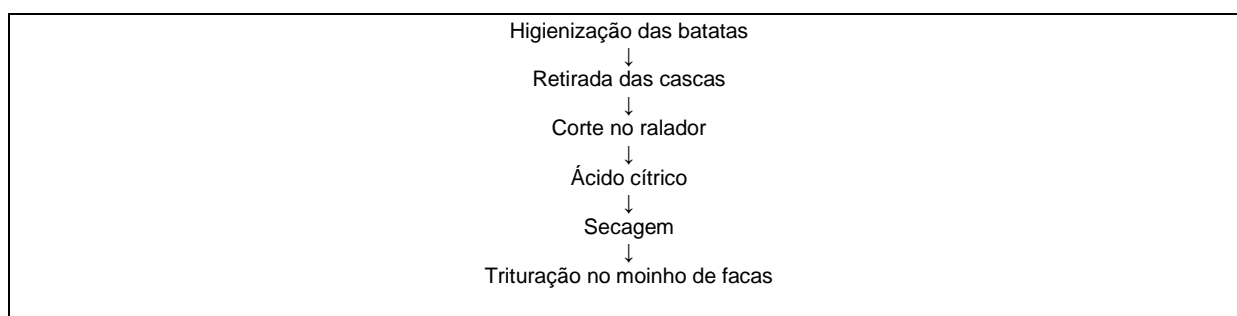 Higienização das batatas
↓
Retirada das cascas
↓
Corte no ralador
↓
Ácido cítrico
↓
Secagem
↓
Trituração no moinho de facas